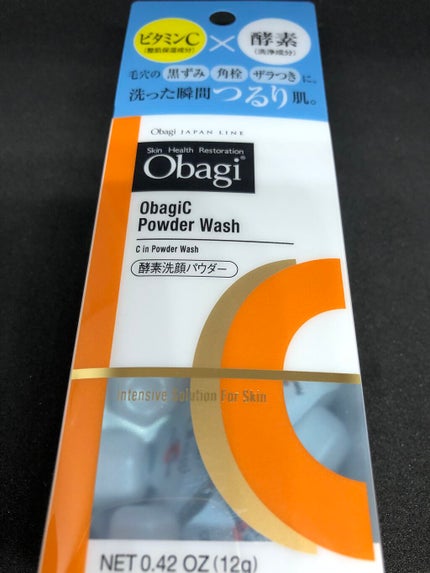 ビタミンC × 酵素
(整肌保湿成分) (洗浄成分)
毛穴の 黒ずみ 角栓 ザラつき に。
洗った瞬間つるり肌。
Obagi JAPAN LINE
Skin Health Restoration
Obagi®
ObagiC
Powder Wash
C in Powder Wash
酵素洗顔パウダー
Intensive Solution For Skin
NET 0.42 OZ (12g)